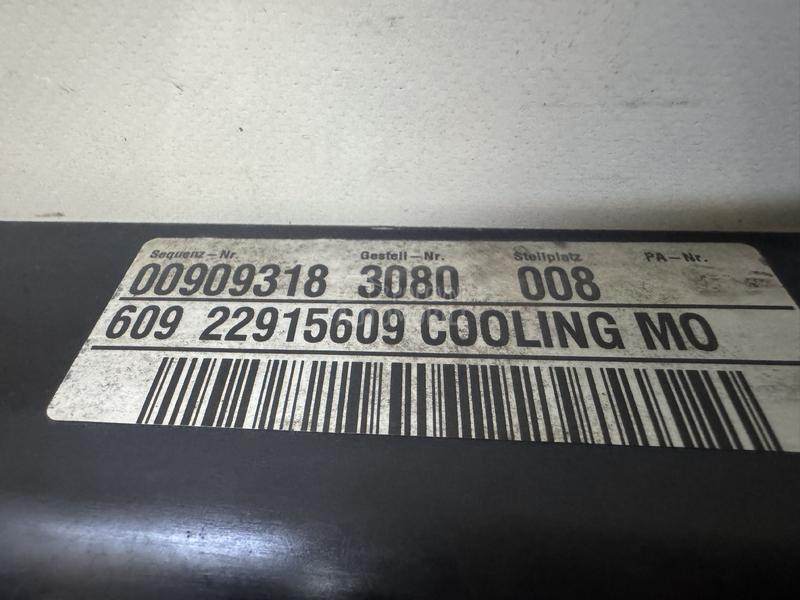 Sequenz-Nr. Gestell-Nr. Stellplatz PA-Nr.
00909318 3080 008
609 22915609 COOLING MO